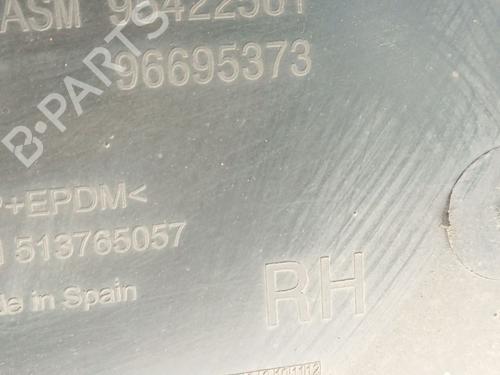 ASM
96695373
P+EPDM<
513765057
de in Spain
RH
B-PARTS